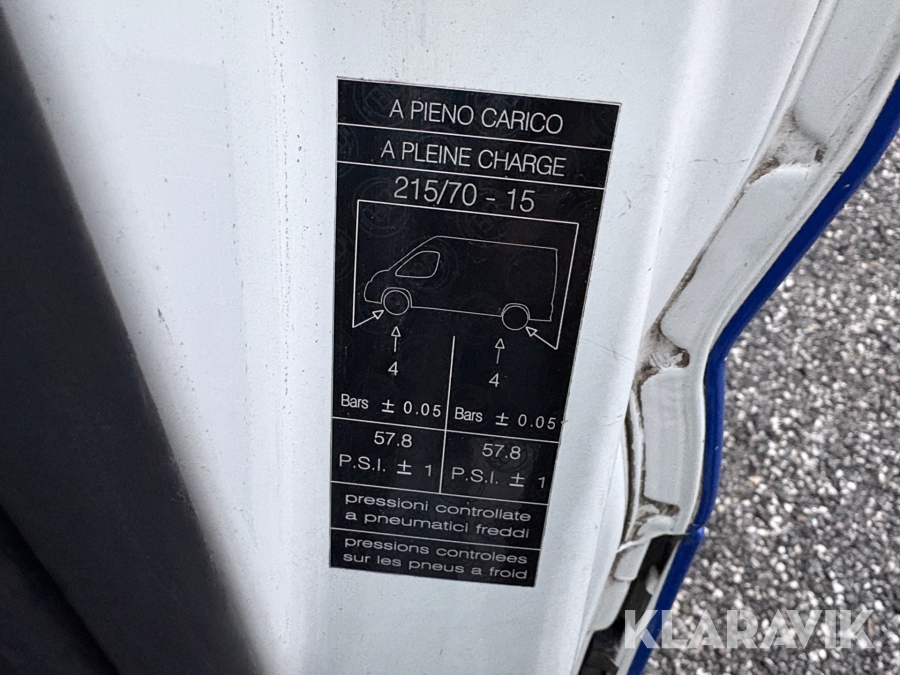 A PIENO CARICO
A PLEINE CHARGE
215/70 - 15
4
4
Bars ± 0.05
Bars ± 0.05
57.8
P.S.I. ± 1
57.8
P.S.I. ± 1
pressioni controllate
a pneumatici freddi
pressions controlees
sur les pneus a froid
KLARAVIK